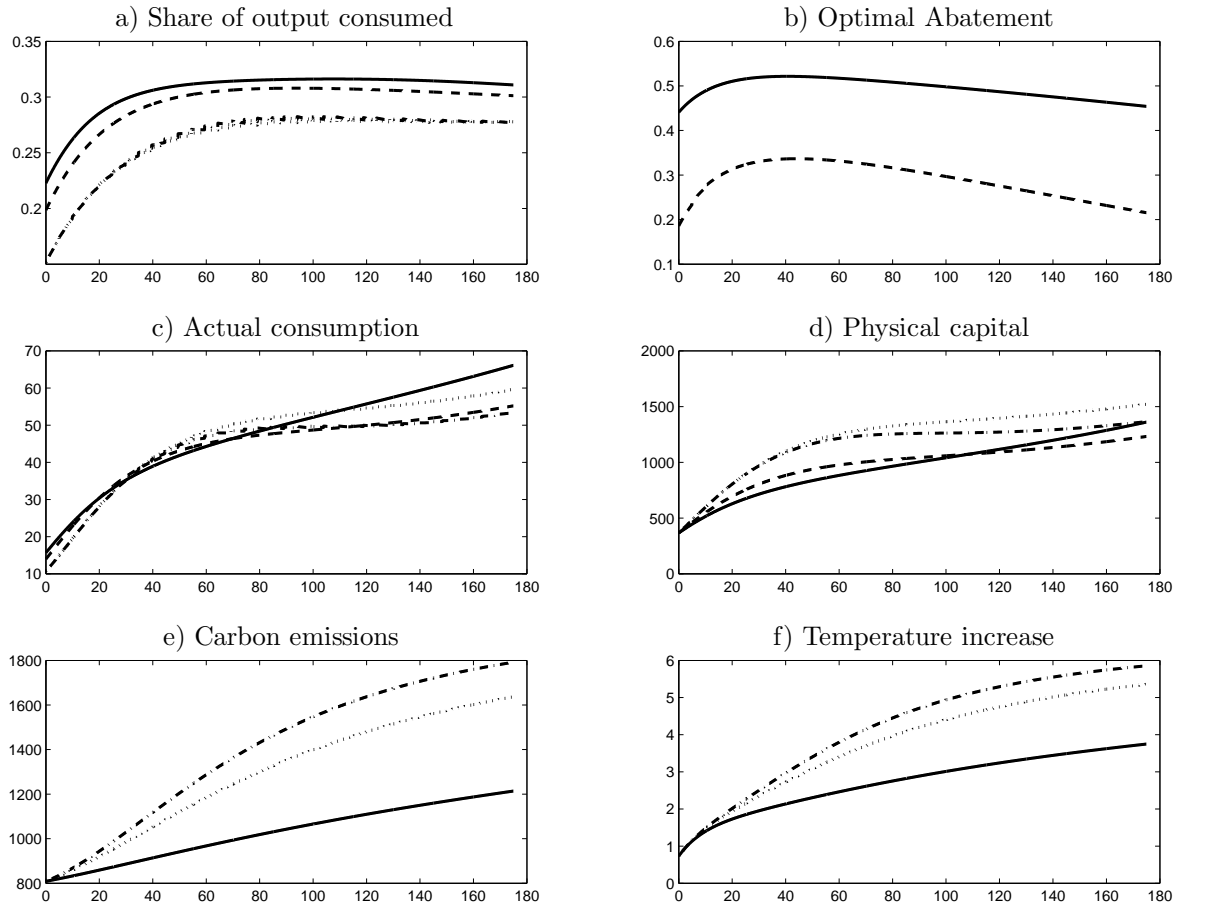 a) Share of output consumed
0.35
0.3
0.25
0.2
0 20 40 60 80 100 120 140 160 180
b) Optimal Abatement
0.6
0.5
0.4
0.3
0.2
0.1
0 20 40 60 80 100 120 140 160 180
c) Actual consumption
70
60
50
40
30
20
10
0 20 40 60 80 100 120 140 160 180
d) Physical capital
2000
1500
1000
500
0
0 20 40 60 80 100 120 140 160 180
e) Carbon emissions
1800
1600
1400
1200
1000
800
0 20 40 60 80 100 120 140 160 180
f) Temperature increase
6
5
4
3
2
1
0
0 20 40 60 80 100 120 140 160 180